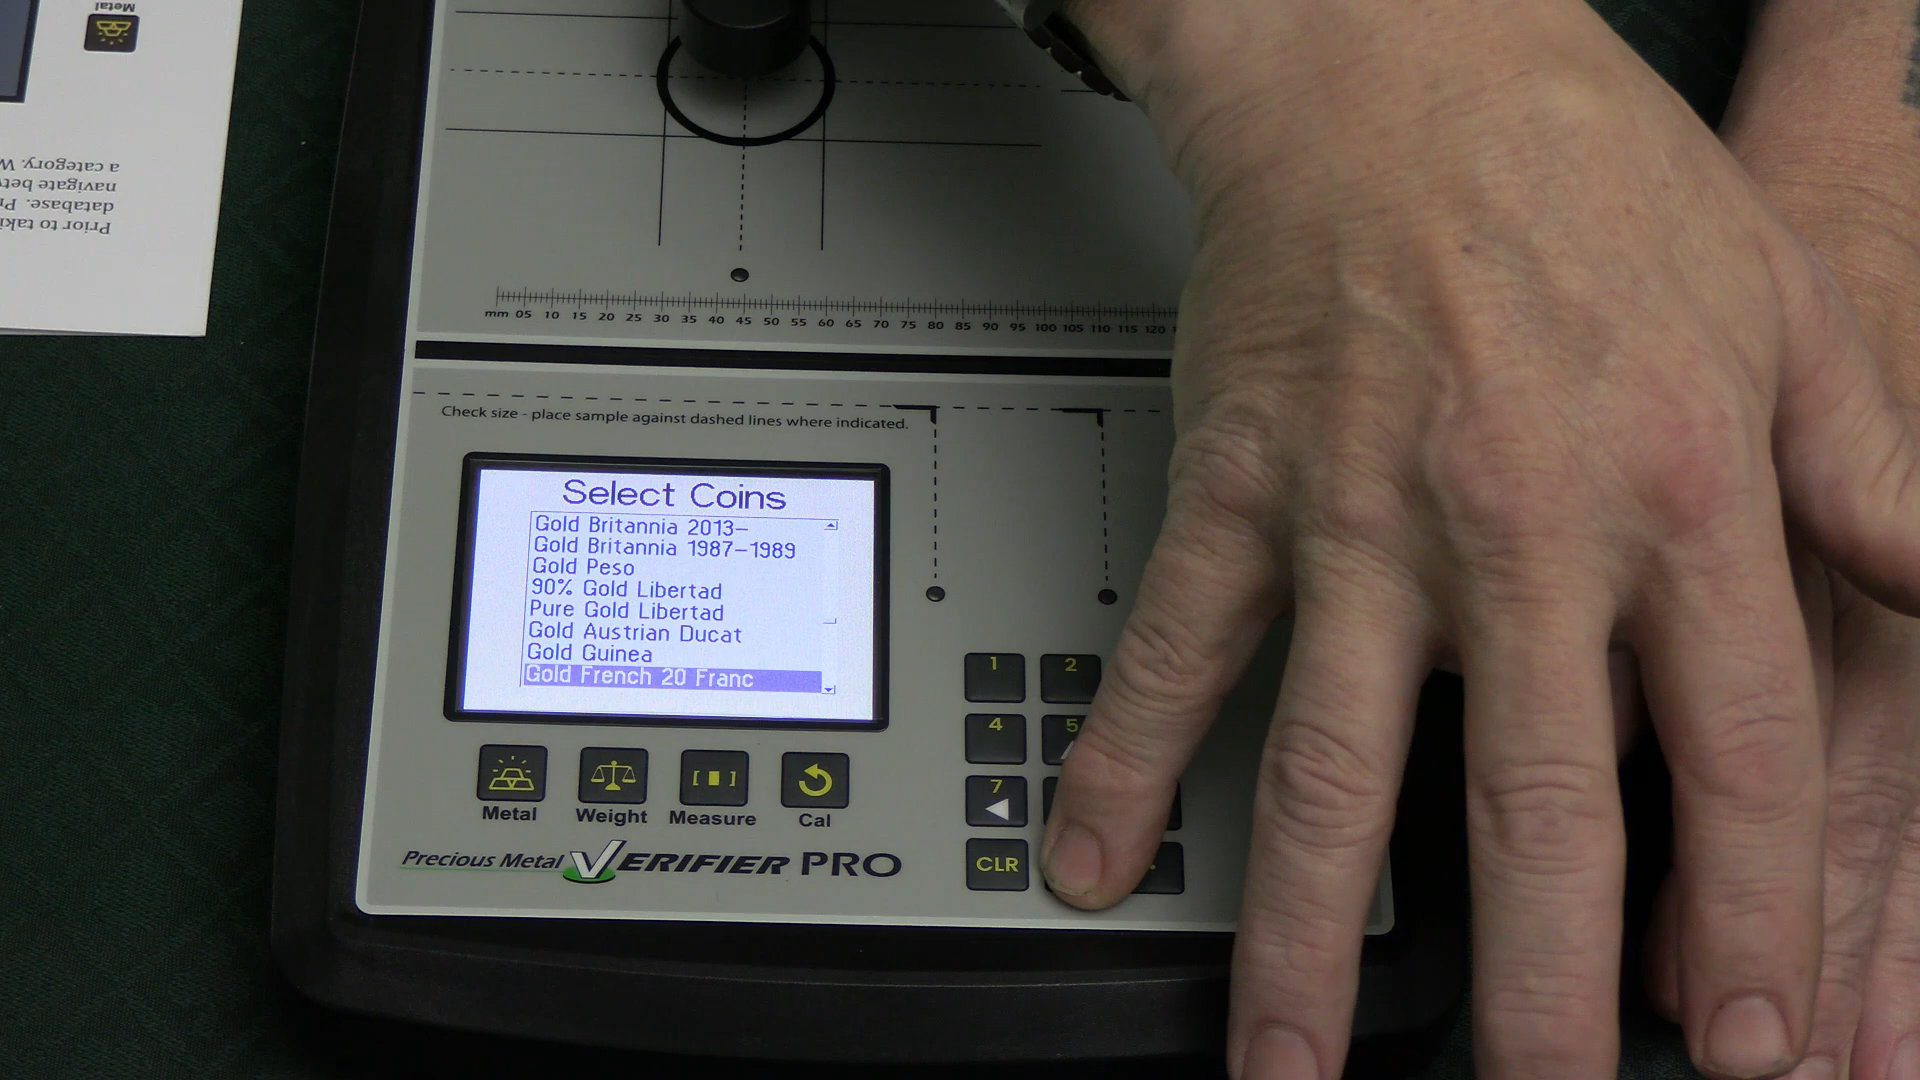 Metal
a category. W
navigate betw
database. Pr
Prior to takin
mm 05 10 15 20 25 30 35 40 45 50 55 60 65 70 75 80 85 90 95 100 105 110 115 120
Check size - place sample against dashed lines where indicated.
Select Coins
Gold Britannia 2013-
Gold Britannia 1987-1989
Gold Peso
90% Gold Libertad
Pure Gold Libertad
Gold Austrian Ducat
Gold Guinea
Gold French 20 Franc
1 2
4 5
7
CLR .
Metal Weight Measure Cal
Precious Metal VERIFIER PRO